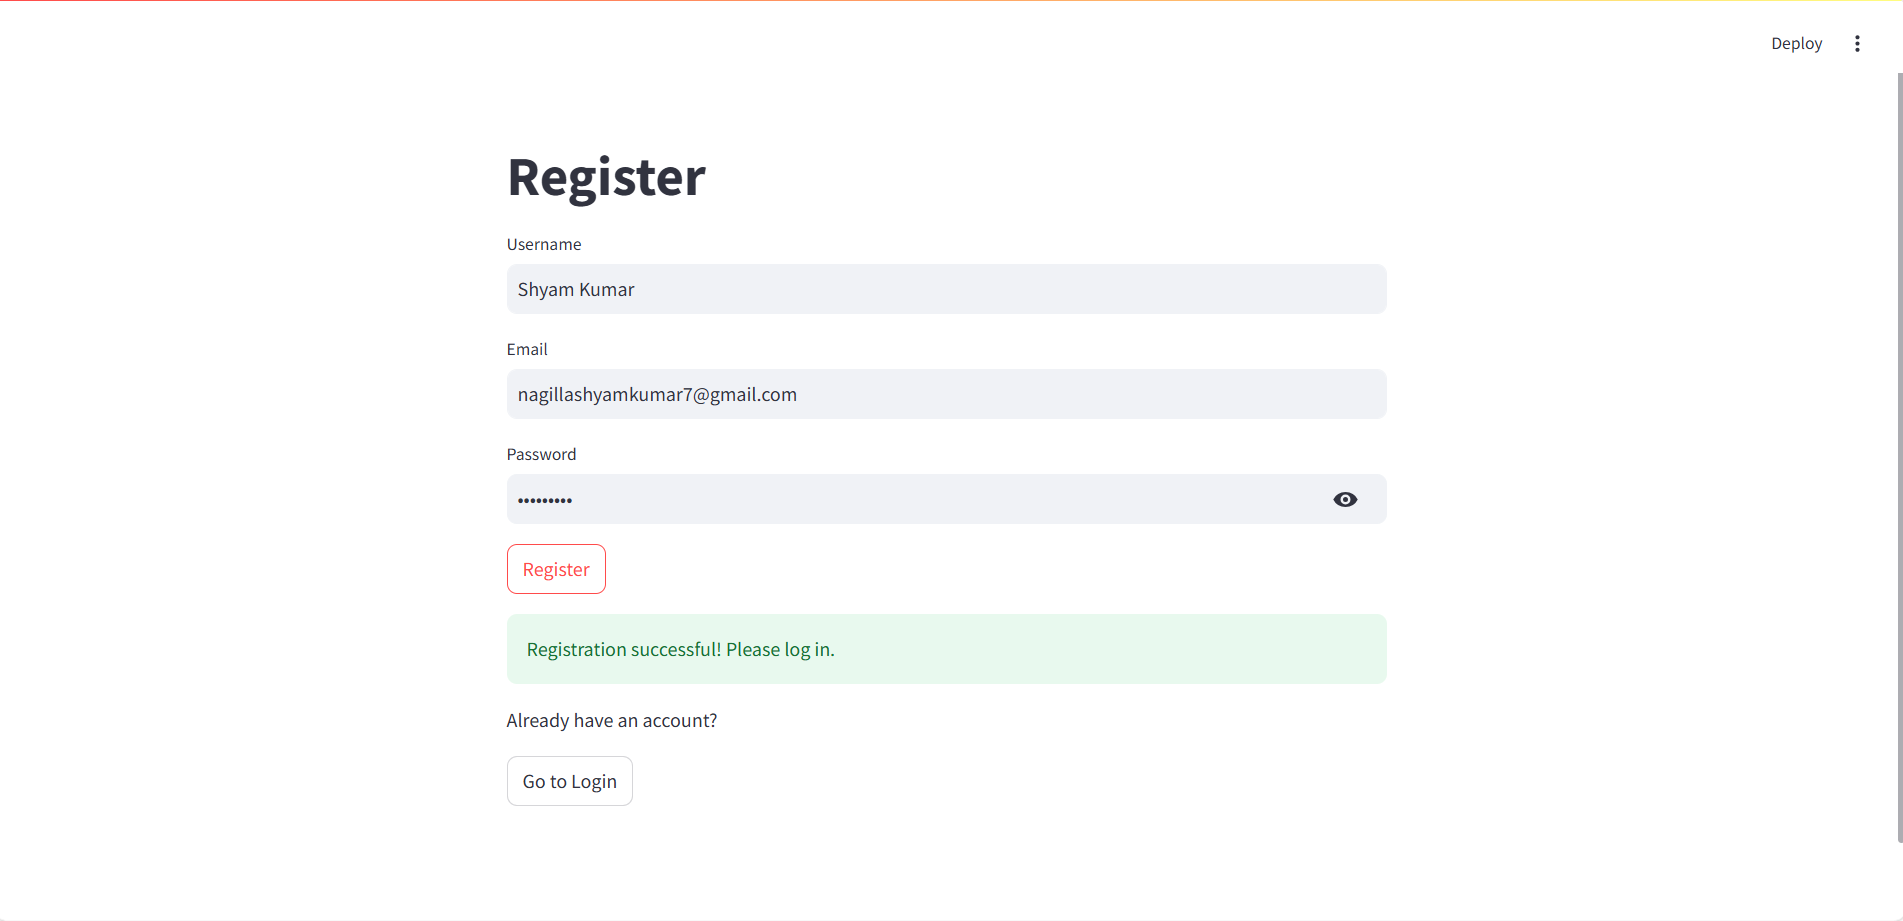 Deploy
Register
Username
Shyam Kumar
Email
nagillashyamkumar7@gmail.com
Password
•••••••••
Register
Registration successful! Please log in.
Already have an account?
Go to Login